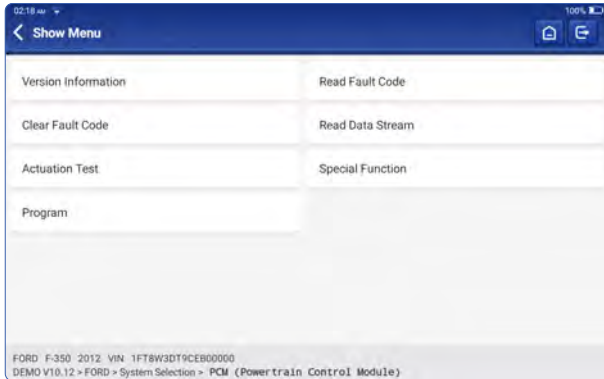 02:18 AM 100%
Show Menu
Version Information Read Fault Code
Clear Fault Code Read Data Stream
Actuation Test Special Function
Program
FORD F-350 2012 VIN 1FT8W3DT9CEB00000
DEMO V10.12 > FORD > System Selection > PCM (Powertrain Control Module)